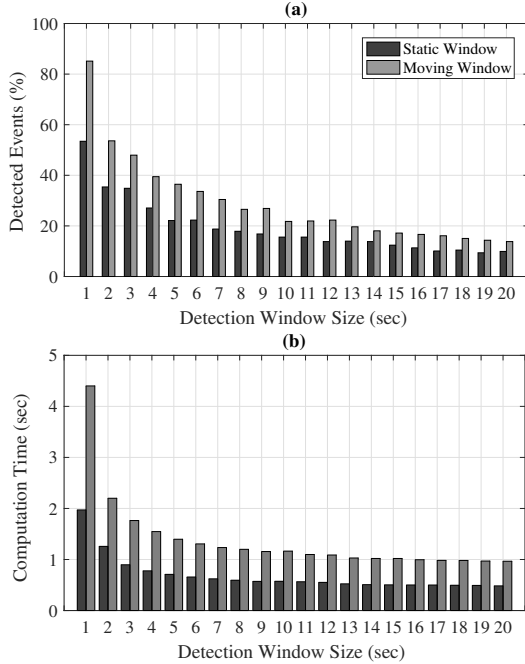 (a)
100
80
60
40
20
0
Detected Events (%)
Static Window
Moving Window
1 2 3 4 5 6 7 8 9 10 11 12 13 14 15 16 17 18 19 20
Detection Window Size (sec)
(b)
5
4
3
2
1
0
Computation Time (sec)
1 2 3 4 5 6 7 8 9 10 11 12 13 14 15 16 17 18 19 20
Detection Window Size (sec)